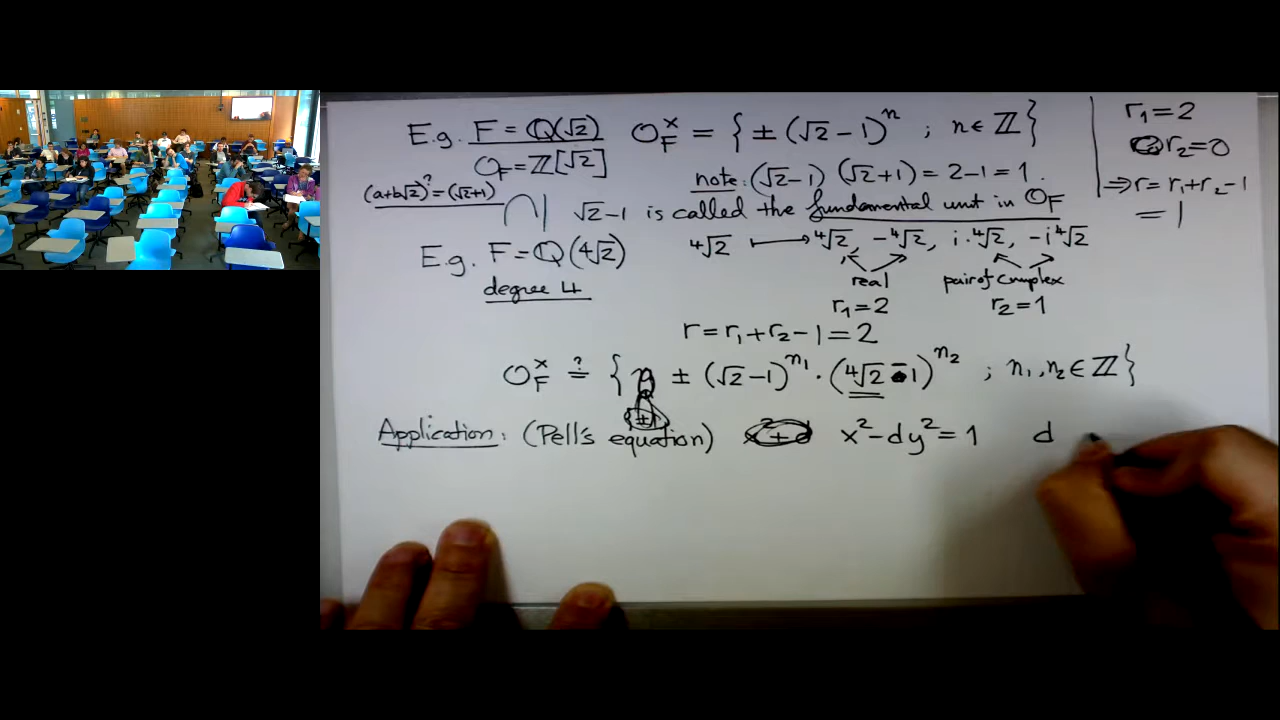 E.g. F = ℚ(√2) O_F^× = { ± (√2 − 1)^n ; n ∈ ℤ }
O_F = ℤ[√2]
r₁ = 2
r₂ = 0
⟹ r = r₁ + r₂ − 1
= 1
note: (√2−1) (√2+1) = 2−1 = 1.
(a+b√2)^? = (√2+1)
√2−1 is called the fundamental unit in O_F
E.g. F = ℚ(⁴√2) ⁴√2 ⟼ ⁴√2, −⁴√2, i·⁴√2, −i⁴√2
degree 4
real pair of complex
r₁=2 r₂=1
r = r₁ + r₂ − 1 = 2
O_F^× ≟ { ± (√2−1)^n₁ · (⁴√2 − 1)^n₂ ; n₁, n₂ ∈ ℤ }
Application: (Pell's equation) x² − dy² = 1 d